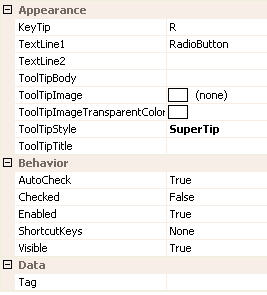 Appearance
KeyTip R
TextLine1 RadioButton
TextLine2
ToolTipBody
ToolTipImage (none)
ToolTipImageTransparentColor
ToolTipStyle SuperTip
ToolTipTitle
Behavior
AutoCheck True
Checked False
Enabled True
ShortcutKeys None
Visible True
Data
Tag